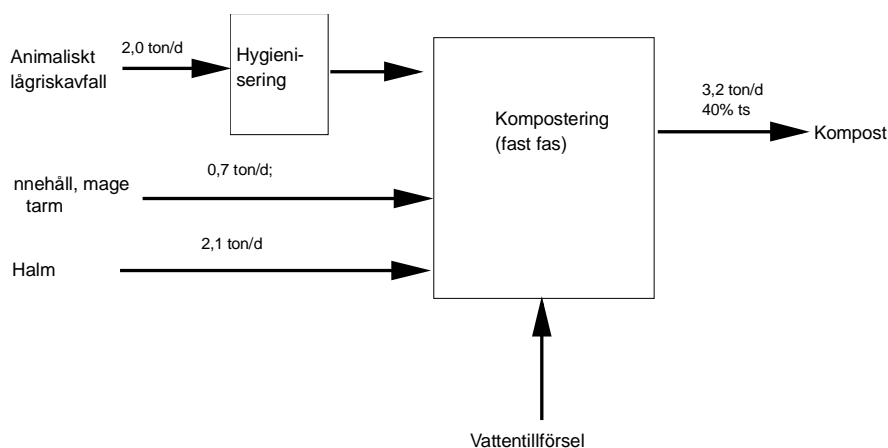 Animaliskt
lågriskavfall
2,0 ton/d
Hygieni-
sering
Kompostering
(fast fas)
3,2 ton/d
40% ts
Kompost
nnehåll, mage
tarm
0,7 ton/d;
Halm
2,1 ton/d
Vattentillförsel